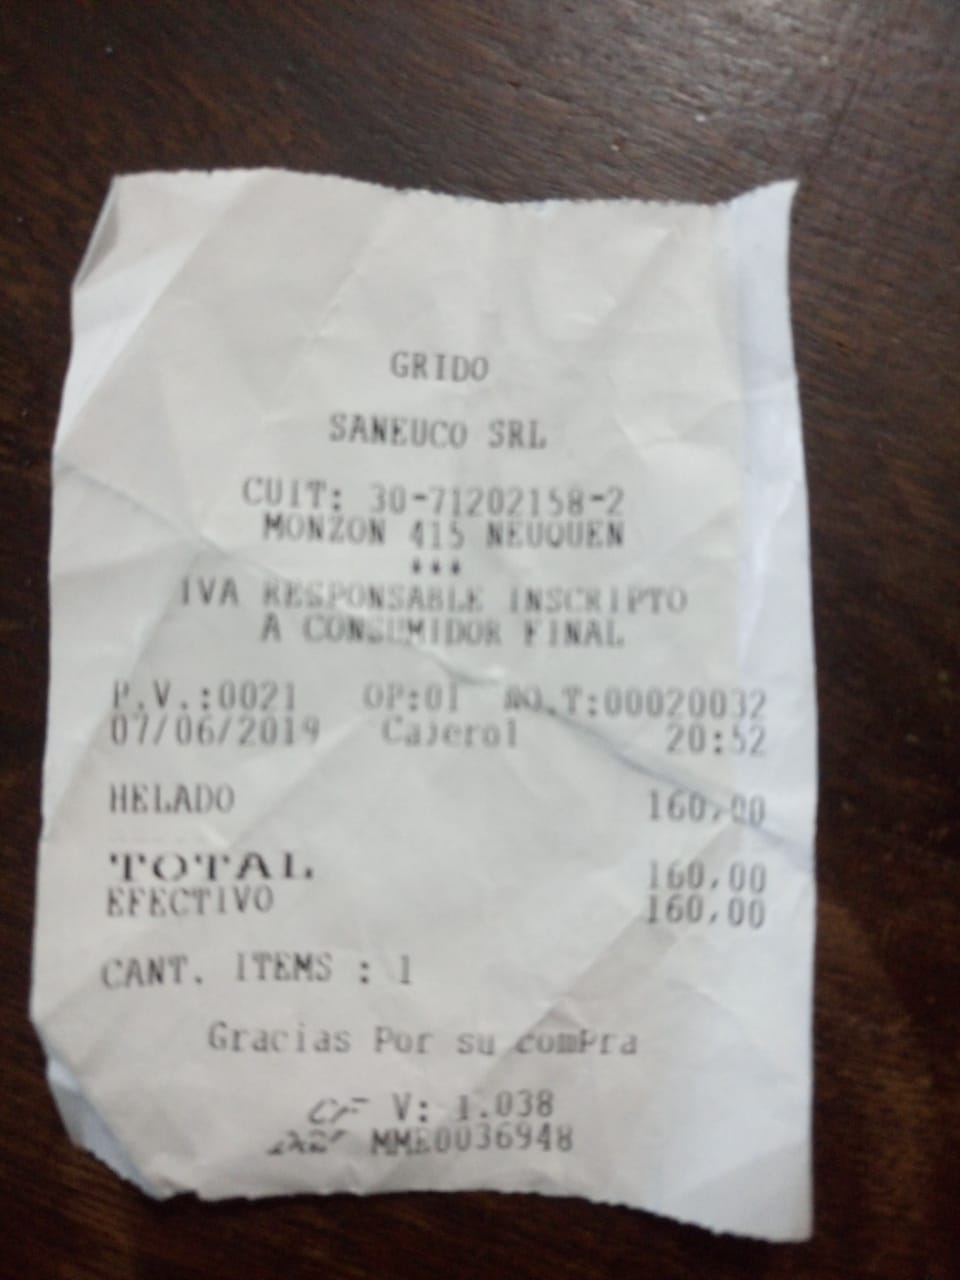 GRIDO
SANEUCO SRL
CUIT: 30-71202158-2
MONZON 415 NEUQUEN
***
IVA RESPONSABLE INSCRIPTO
A CONSUMIDOR FINAL
P.V.:0021 OP:01 NO.T:00020032
07/06/2019 Cajero1 20:52
HELADO 160,00
TOTAL 160,00
EFECTIVO 160,00
CANT. ITEMS : 1
Gracias Por su comPra
CF V: 1.038
MME0036948